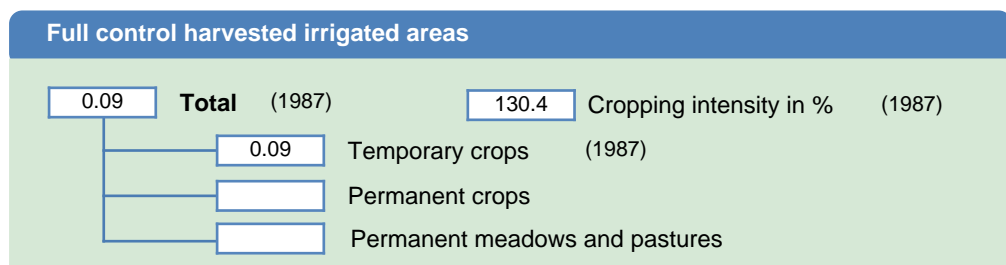 Full control harvested irrigated areas
0.09 Total (1987) 130.4 Cropping intensity in % (1987)
0.09 Temporary crops (1987)
Permanent crops
Permanent meadows and pastures